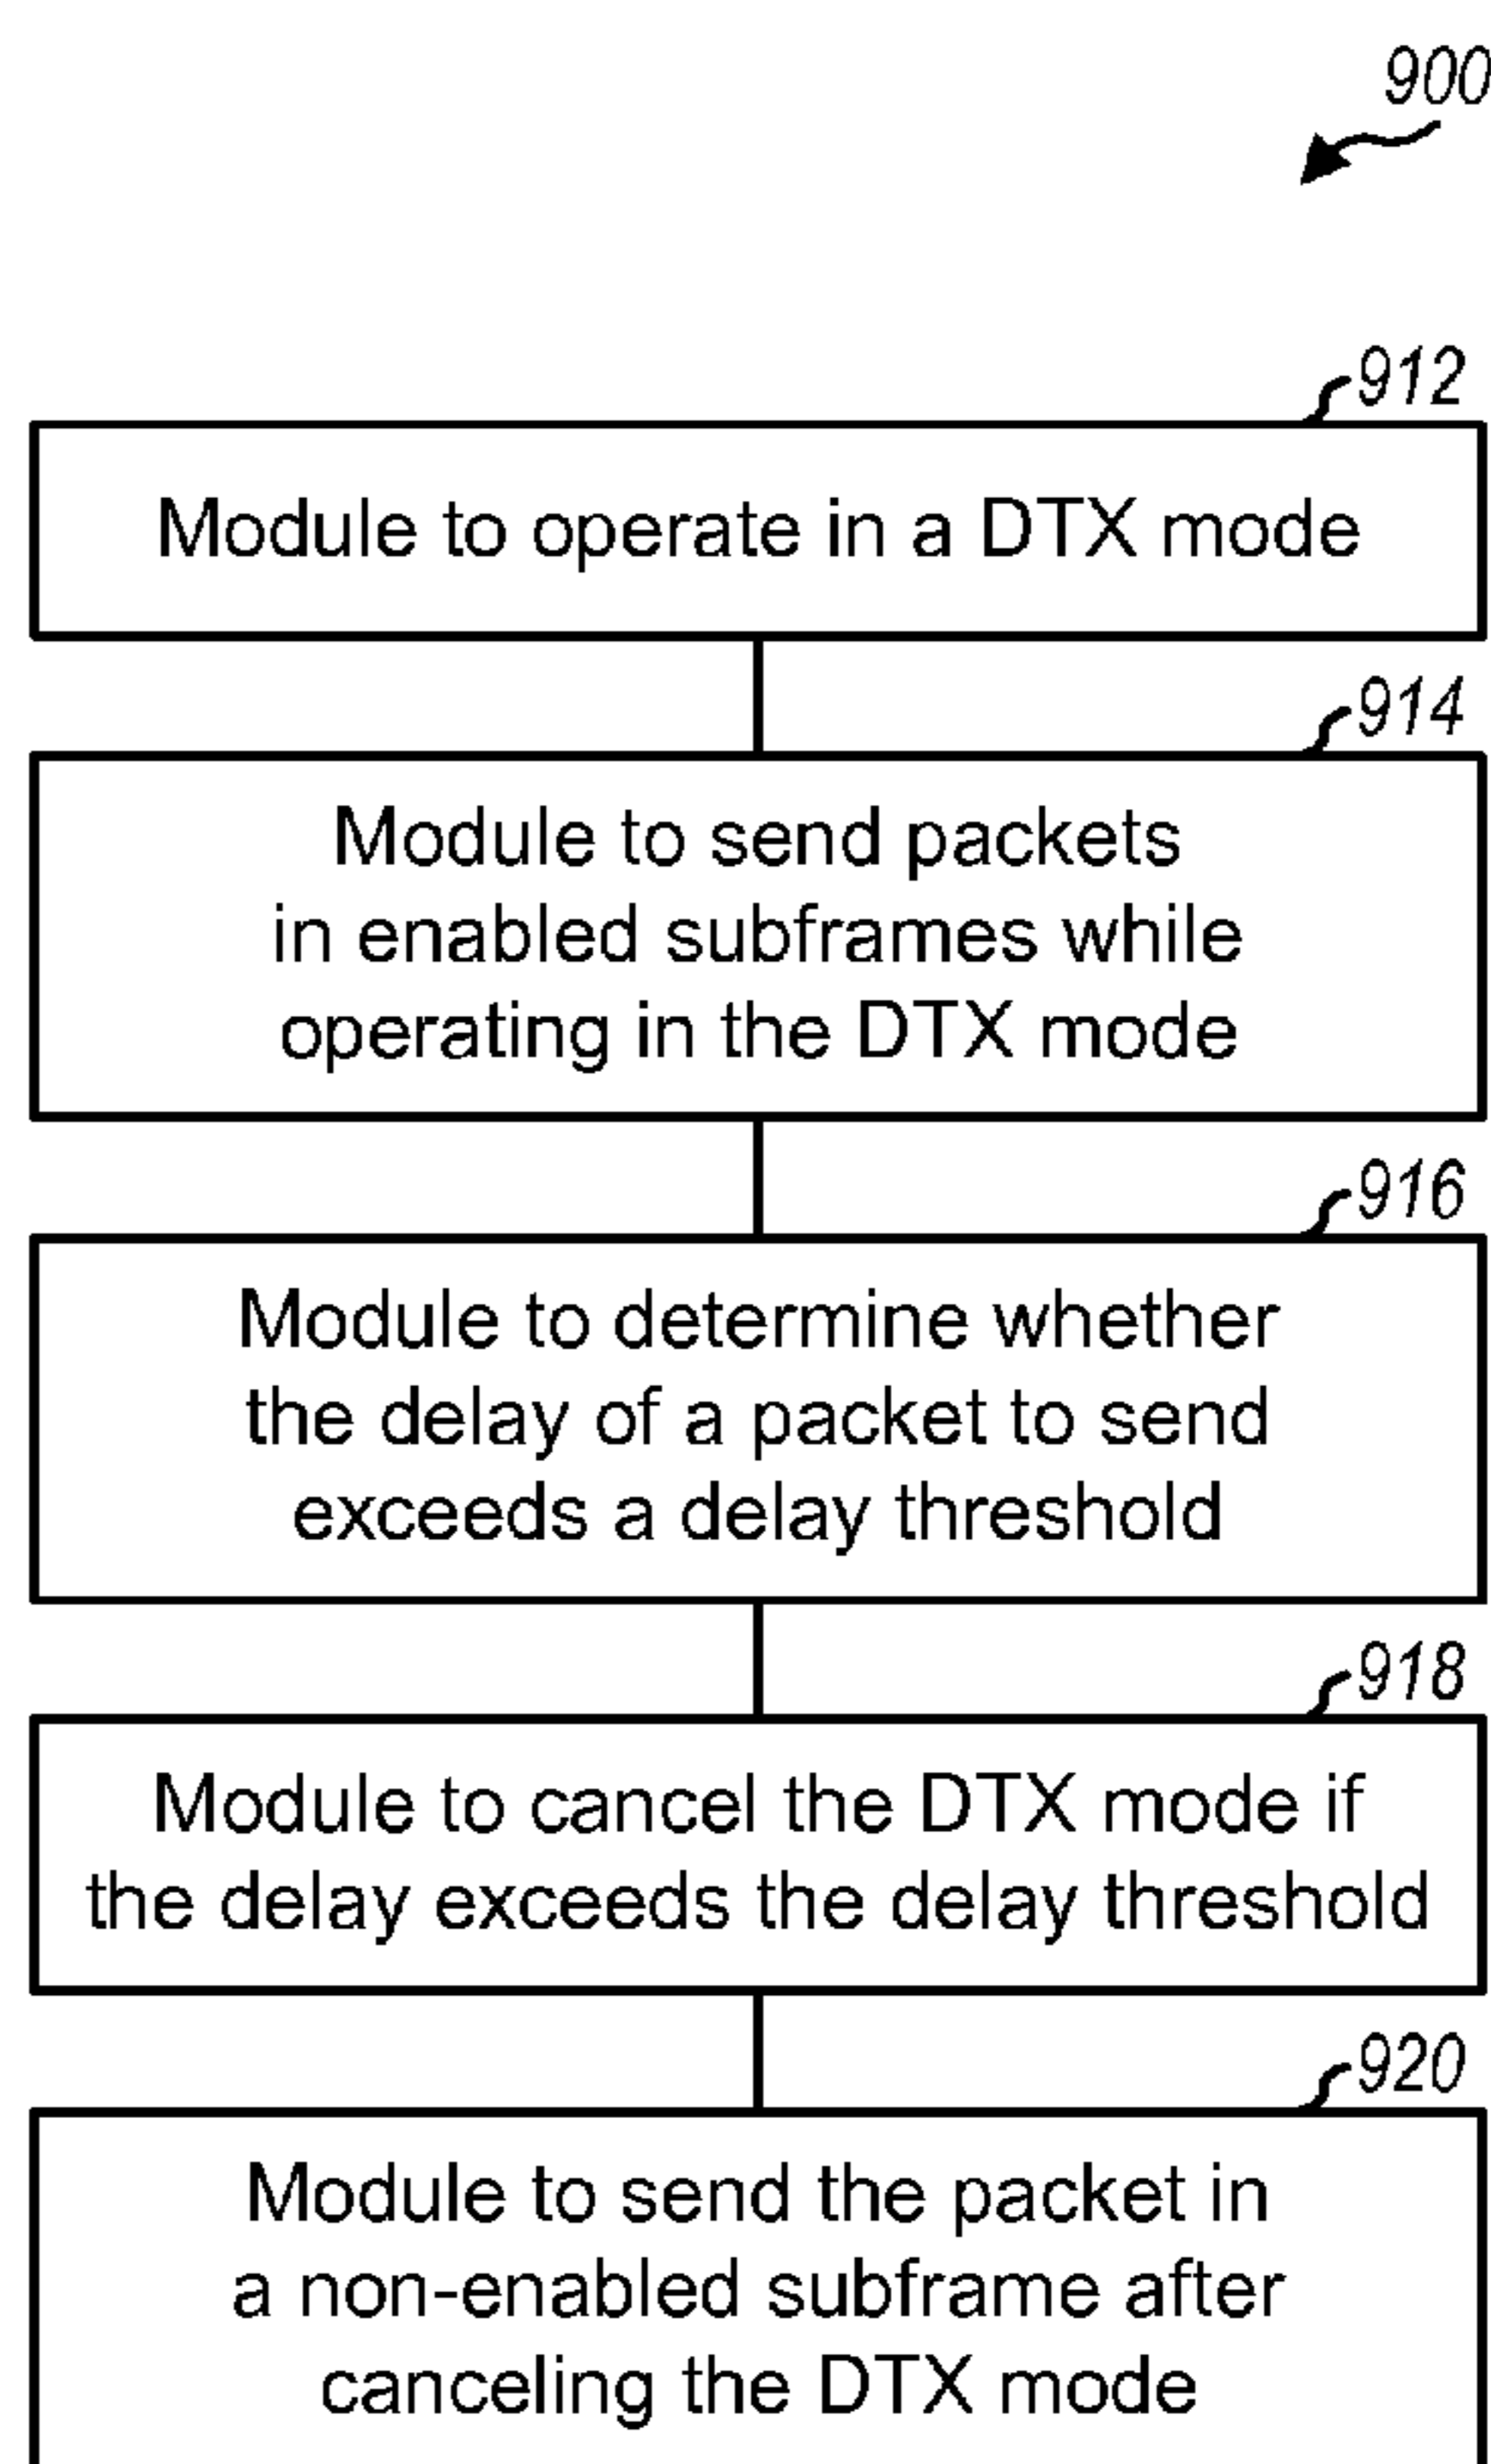 900
912
Module to operate in a DTX mode
914
Module to send packets
in enabled subframes while
operating in the DTX mode
916
Module to determine whether
the delay of a packet to send
exceeds a delay threshold
918
Module to cancel the DTX mode if
the delay exceeds the delay threshold
920
Module to send the packet in
a non-enabled subframe after
canceling the DTX mode